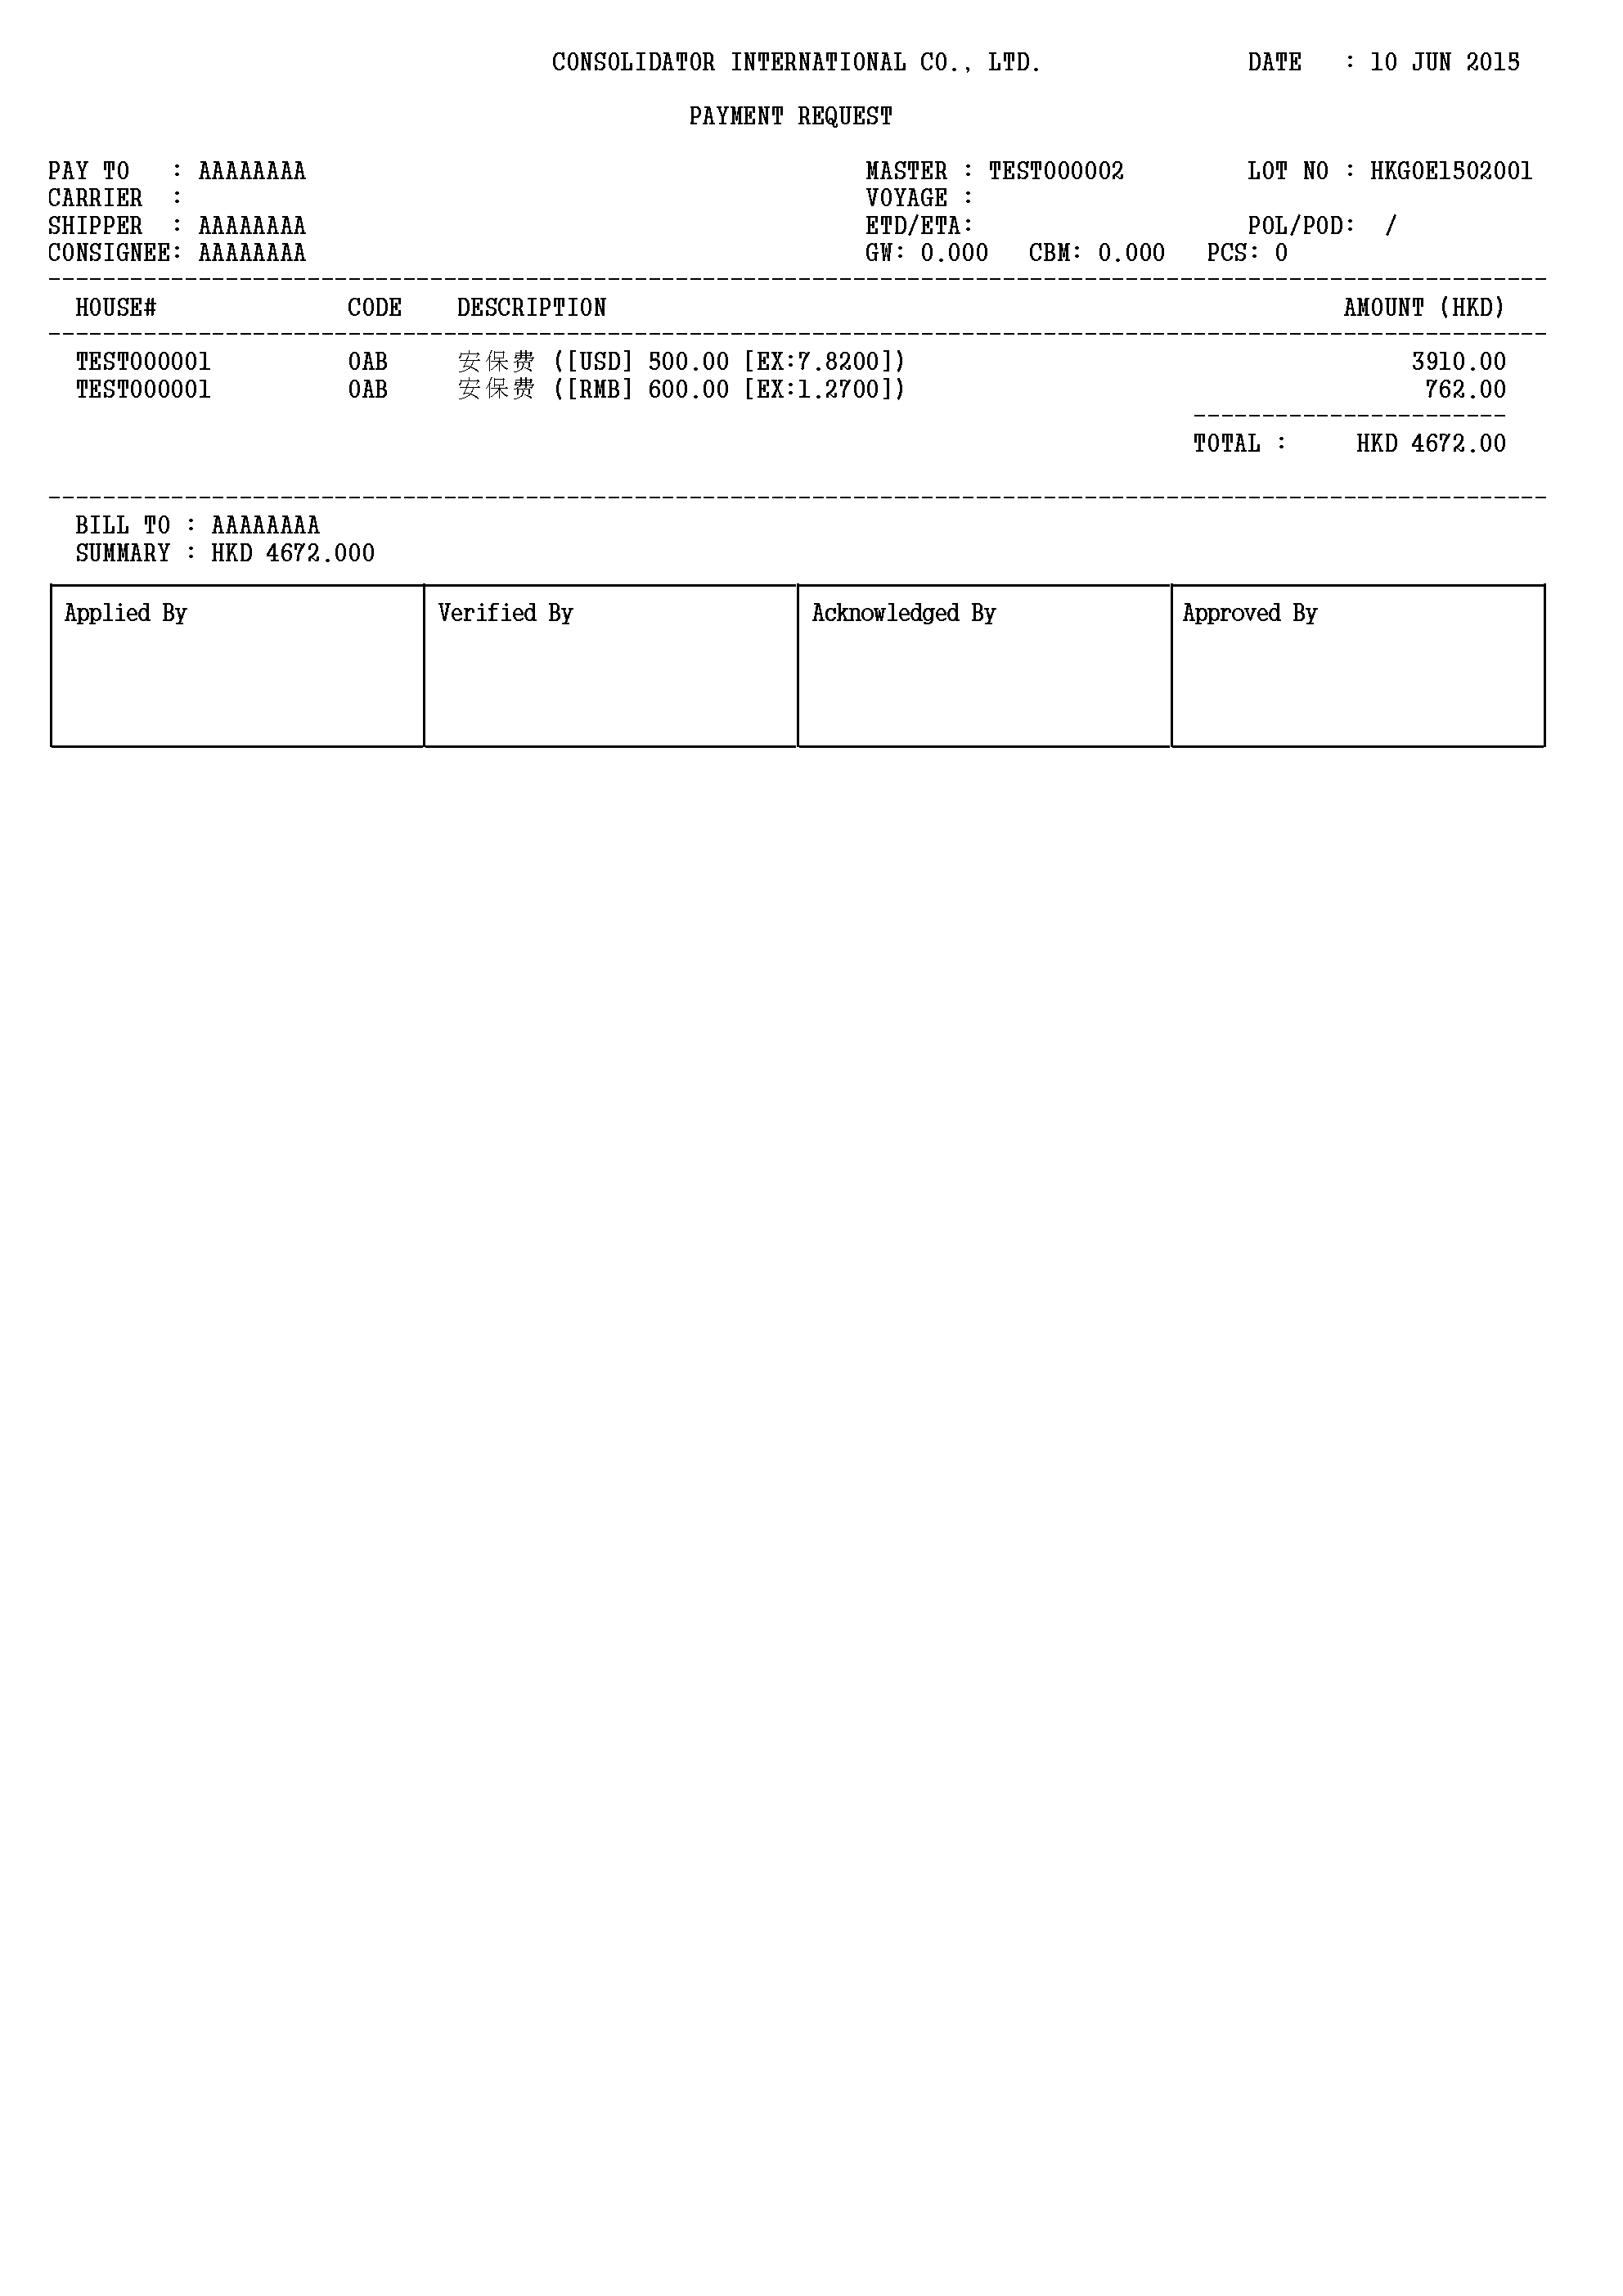 CONSOLIDATOR INTERNATIONAL CO., LTD. DATE : 10 JUN 2015
PAYMENT REQUEST
PAY TO : AAAAAAAA MASTER : TEST000002 LOT NO : HKGOE1502001
CARRIER : VOYAGE :
SHIPPER : AAAAAAAA ETD/ETA: POL/POD: /
CONSIGNEE: AAAAAAAA GW: 0.000 CBM: 0.000 PCS: 0
HOUSE# CODE DESCRIPTION AMOUNT (HKD)
TEST000001 OAB 安保费 ([USD] 500.00 [EX:7.8200]) 3910.00
TEST000001 OAB 安保费 ([RMB] 600.00 [EX:1.2700]) 762.00
TOTAL : HKD 4672.00
BILL TO : AAAAAAAA
SUMMARY : HKD 4672.000
Applied By Verified By Acknowledged By Approved By